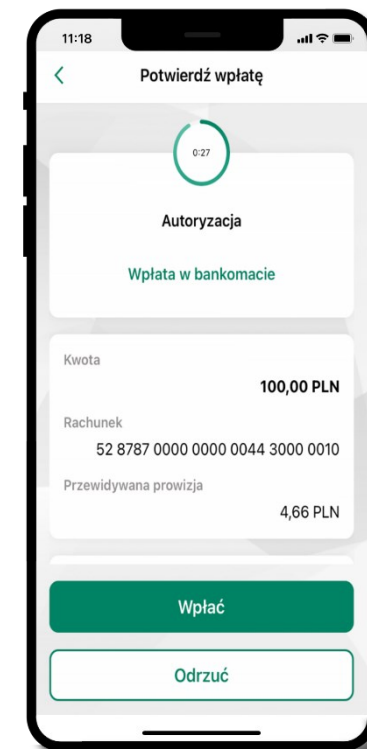 11:18
Potwierdź wpłatę
0:27
Autoryzacja
Wpłata w bankomacie
Kwota
100,00 PLN
Rachunek
52 8787 0000 0000 0044 3000 0010
Przewidywana prowizja
4,66 PLN
Wpłać
Odrzuć